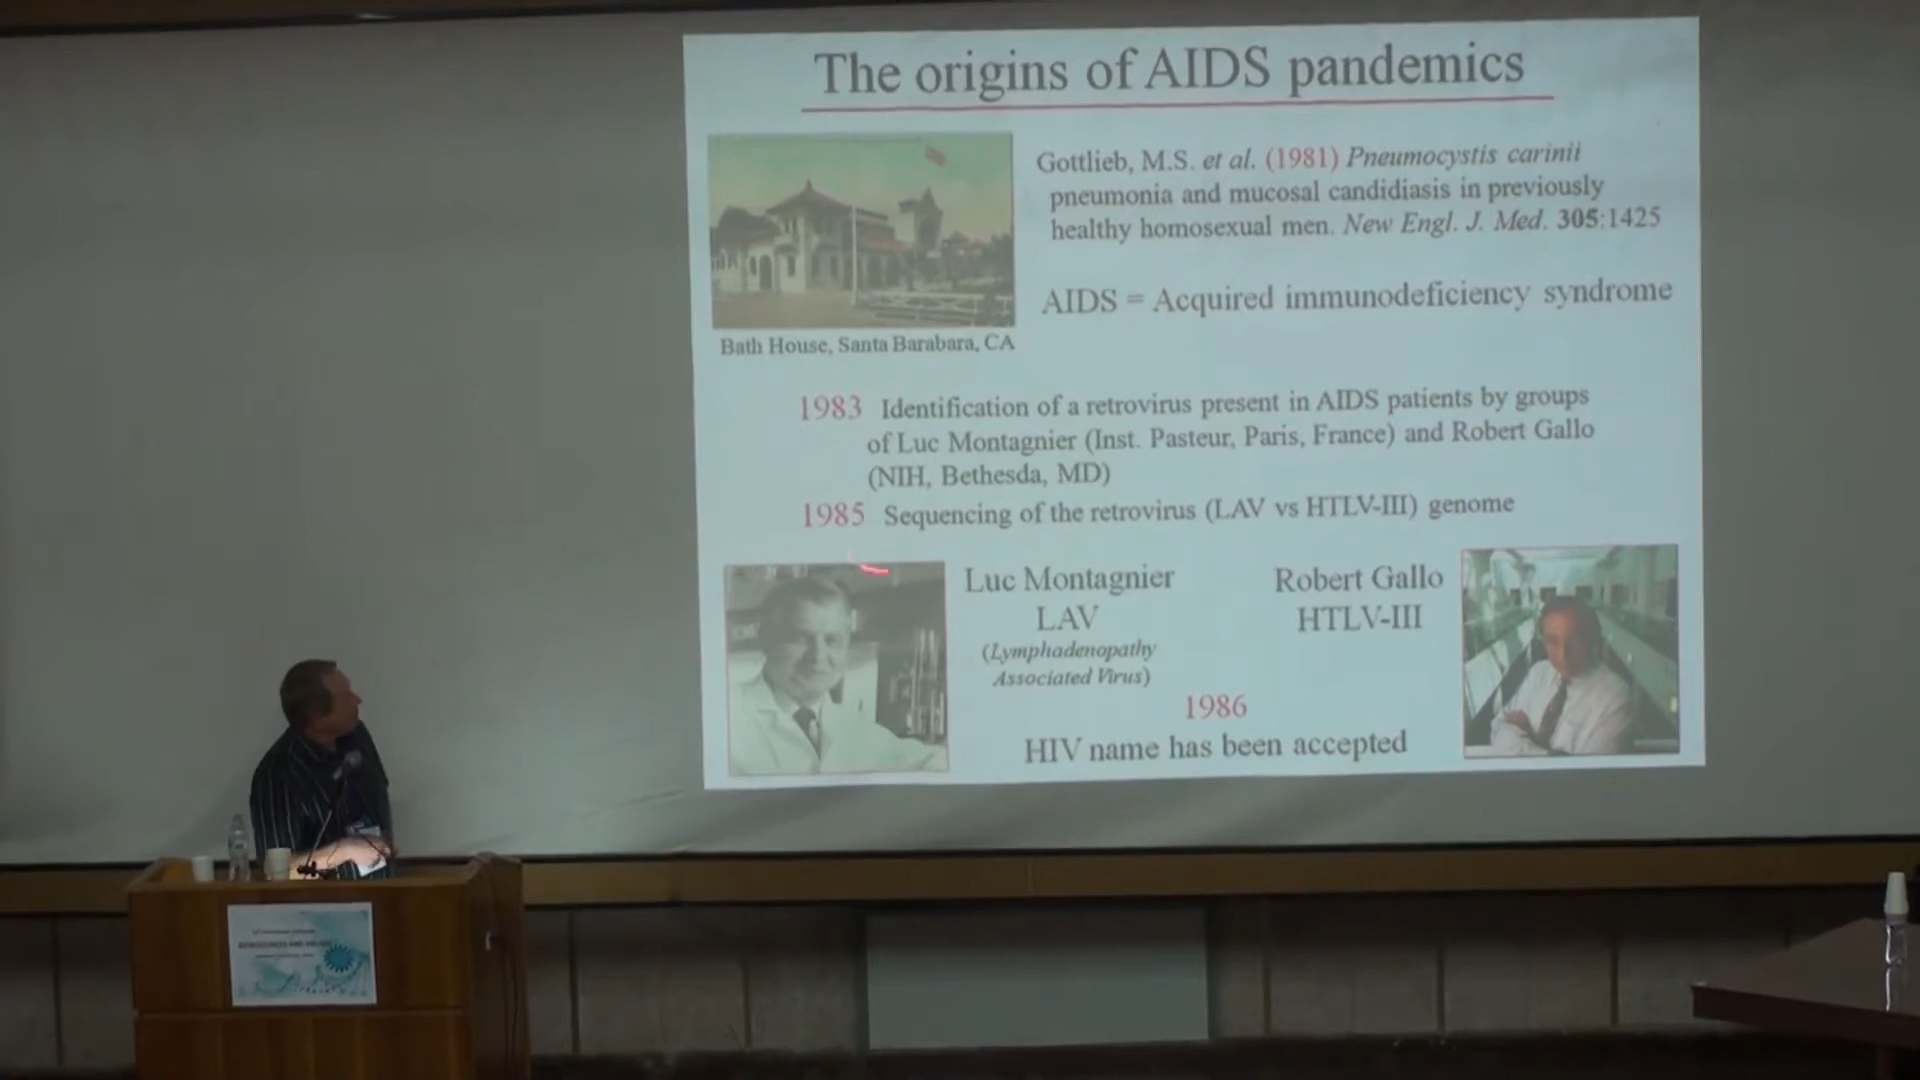 The origins of AIDS pandemics
Gottlieb, M.S. et al. (1981) Pneumocystis carinii
pneumonia and mucosal candidiasis in previously
healthy homosexual men. New Engl. J. Med. 305:1425
AIDS = Acquired immunodeficiency syndrome
Bath House, Santa Barabara, CA
1983 Identification of a retrovirus present in AIDS patients by groups
of Luc Montagnier (Inst. Pasteur, Paris, France) and Robert Gallo
(NIH, Bethesda, MD)
1985 Sequencing of the retrovirus (LAV vs HTLV-III) genome
Luc Montagnier
LAV
(Lymphadenopathy
Associated Virus)
Robert Gallo
HTLV-III
1986
HIV name has been accepted